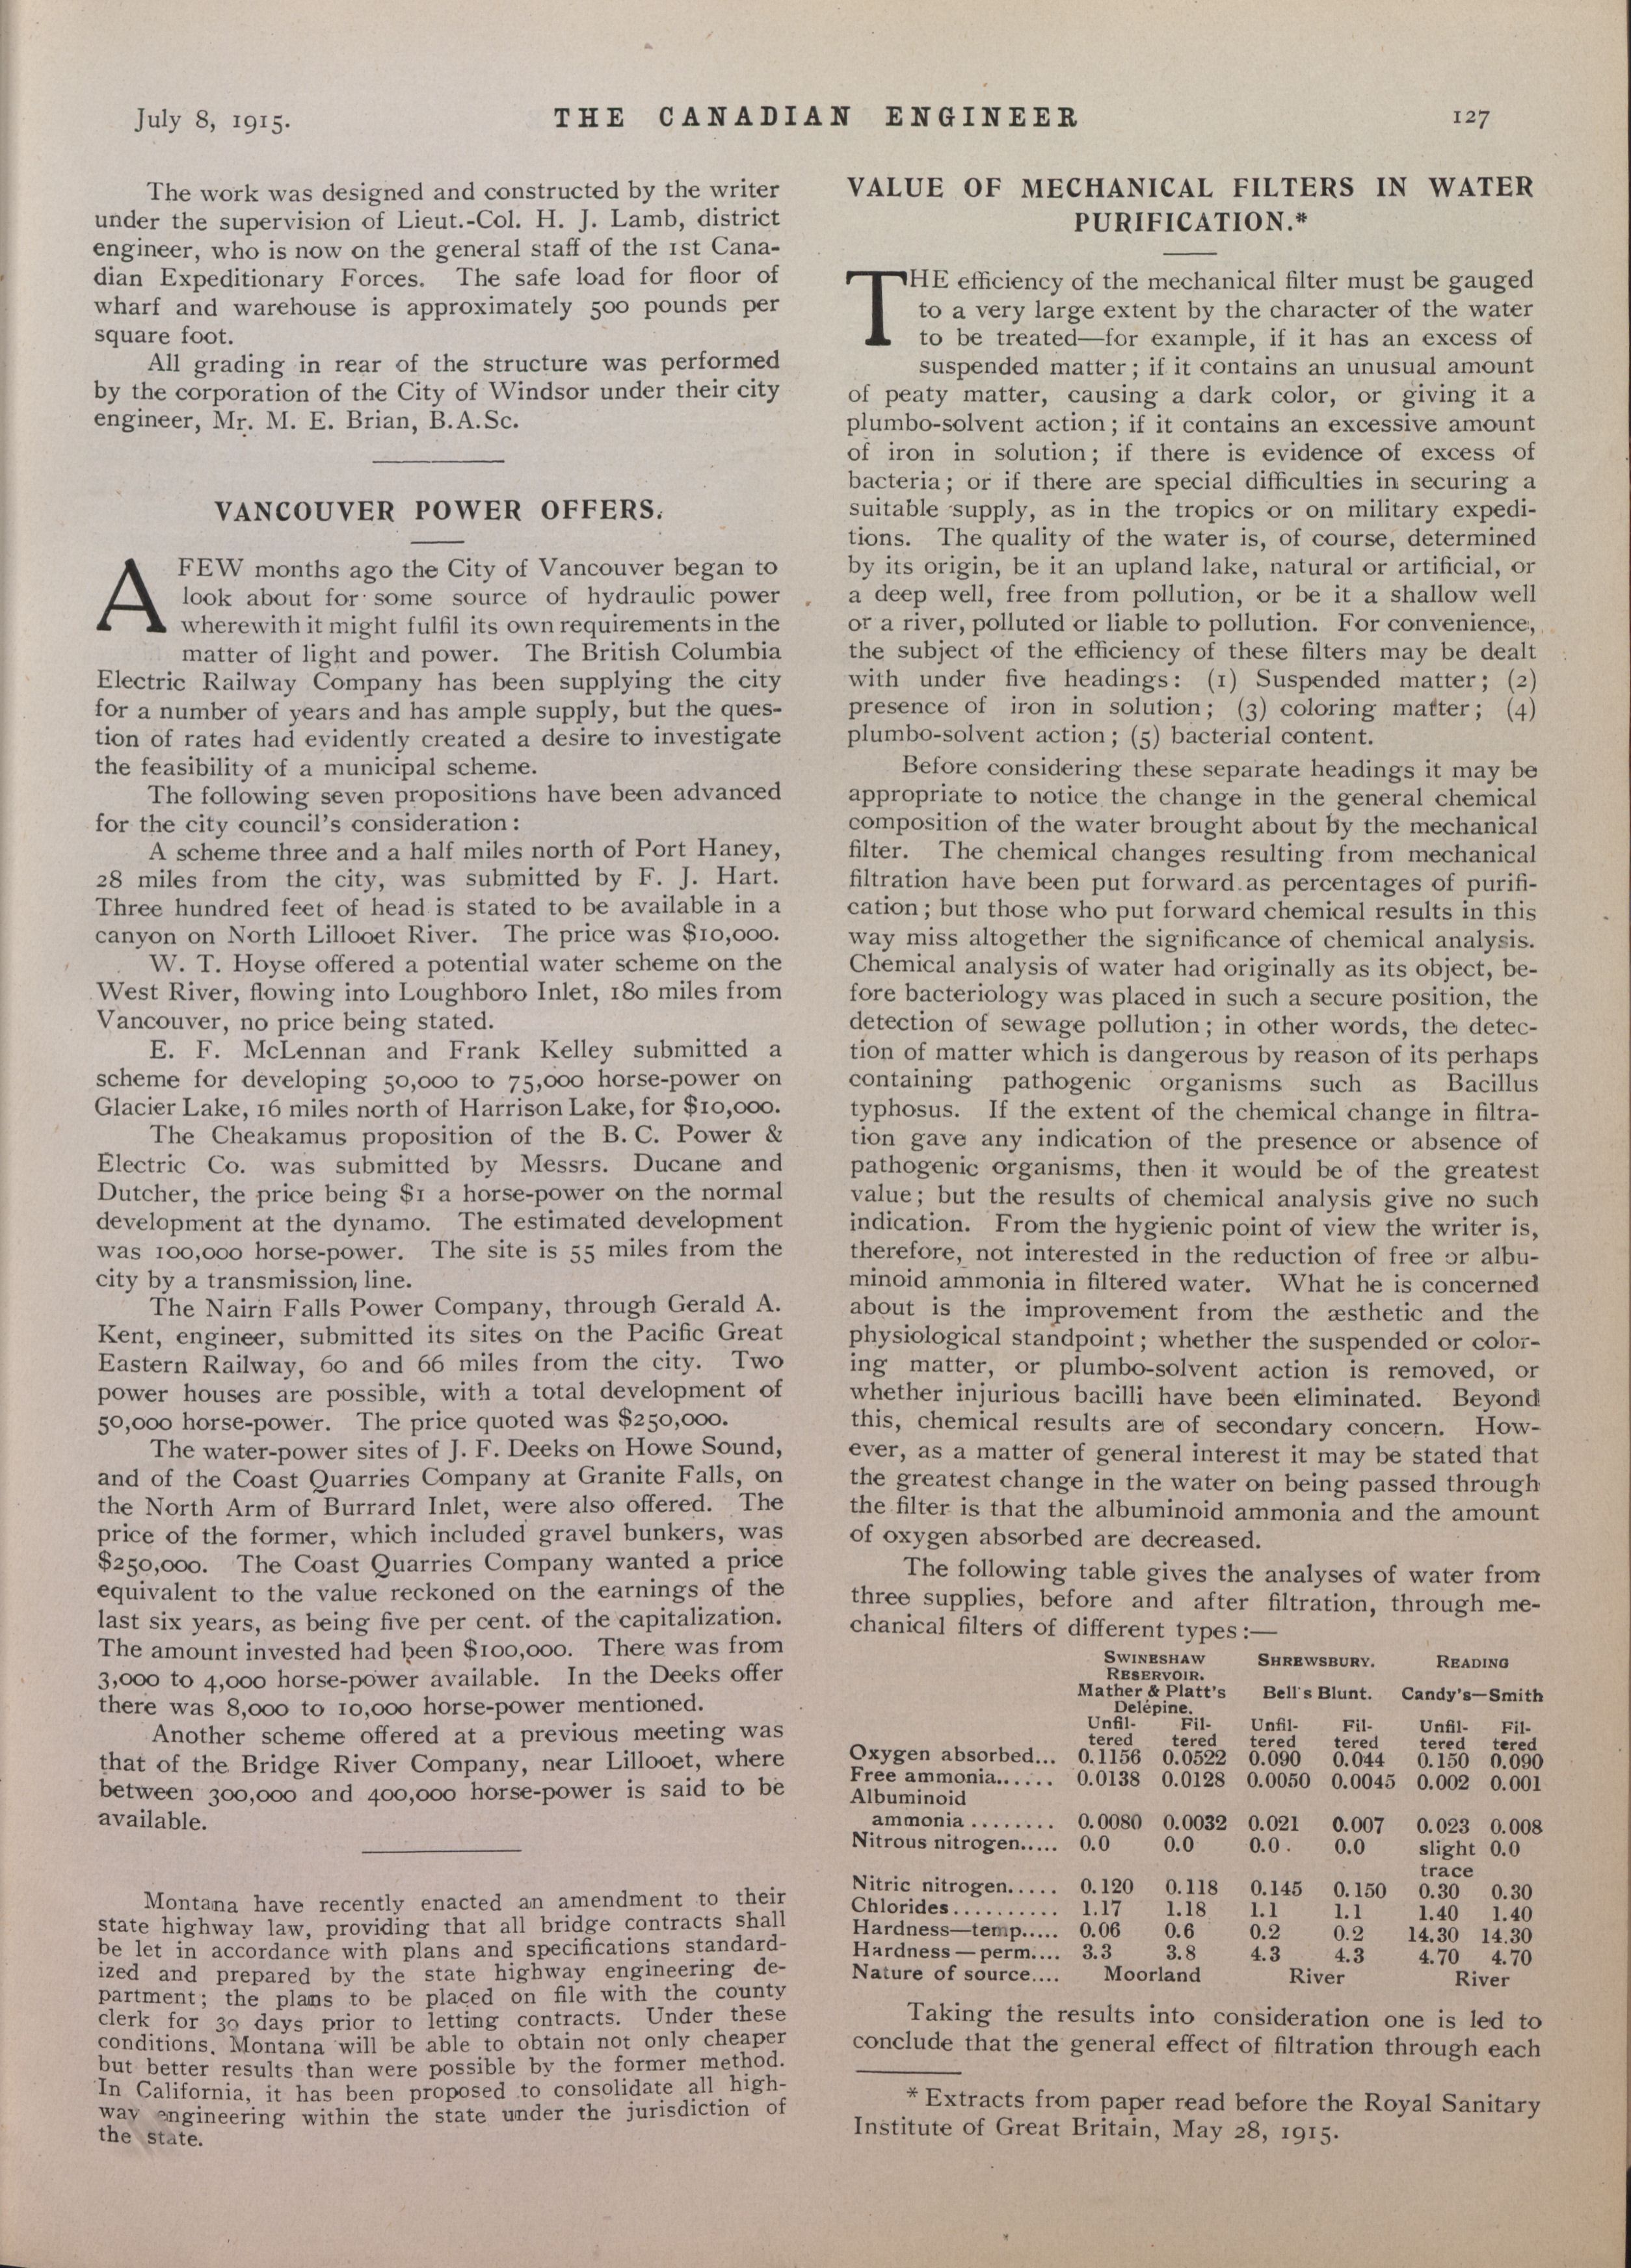 July 8, 1915.
THE CANADIAN ENGINEER
127
The work was designed and constructed by the writer
under the supervision of Lieut.-Col. H. J. Lamb, district
engineer, who is now on the general staff of the 1st Cana-
dian Expeditionary Forces. The safe load for floor of
wharf and warehouse is approximately 500 pounds per
square foot.
All grading in rear of the structure was performed
by the corporation of the City of Windsor under their city
engineer, Mr. M. E. Brian, B.A.Sc.
VANCOUVER POWER OFFERS.
A FEW months ago the City of Vancouver began to
look about for some source of hydraulic power
wherewith it might fulfil its own requirements in the
matter of light and power. The British Columbia
Electric Railway Company has been supplying the city
for a number of years and has ample supply, but the ques-
tion of rates had evidently created a desire to investigate
the feasibility of a municipal scheme.
The following seven propositions have been advanced
for the city council's consideration:
A scheme three and a half miles north of Port Haney,
28 miles from the city, was submitted by F. J. Hart.
Three hundred feet of head is stated to be available in a
canyon on North Lillooet River. The price was $10,000.
W. T. Hoyse offered a potential water scheme on the
West River, flowing into Loughboro Inlet, 180 miles from
Vancouver, no price being stated.
E. F. McLennan and Frank Kelley submitted a
scheme for developing 50,000 to 75,000 horse-power on
Glacier Lake, 16 miles north of Harrison Lake, for $10,000.
The Cheakamus proposition of the B. C. Power &
Electric Co. was submitted by Messrs. Ducane and
Dutcher, the price being $1 a horse-power on the normal
development at the dynamo. The estimated development
was 100,000 horse-power. The site is 55 miles from the
city by a transmission line.
The Nairn Falls Power Company, through Gerald A.
Kent, engineer, submitted its sites on the Pacific Great
Eastern Railway, 60 and 66 miles from the city. Two
power houses are possible, with a total development of
50,000 horse-power. The price quoted was $250,000.
The water-power sites of J. F. Deeks on Howe Sound,
and of the Coast Quarries Company at Granite Falls, on
the North Arm of Burrard Inlet, were also offered. The
price of the former, which included gravel bunkers, was
$250,000. The Coast Quarries Company wanted a price
equivalent to the value reckoned on the earnings of the
last six years, as being five per cent. of the capitalization.
The amount invested had been $100,000. There was from
3,000 to 4,000 horse-power available. In the Deeks offer
there was 8,000 to 10,000 horse-power mentioned.
Another scheme offered at a previous meeting was
that of the Bridge River Company, near Lillooet, where
between 300,000 and 400,000 horse-power is said to be
available.
Montana have recently enacted an amendment to their
state highway law, providing that all bridge contracts shall
be let in accordance with plans and specifications standard-
ized and prepared by the state highway engineering de-
partment; the plans to be placed on file with the county
clerk for 30 days prior to letting contracts. Under these
conditions, Montana will be able to obtain not only cheaper
but better results than were possible by the former method.
In California, it has been proposed to consolidate all high-
way engineering within the state under the jurisdiction of
the state.
VALUE OF MECHANICAL FILTERS IN WATER
PURIFICATION.*
THE efficiency of the mechanical filter must be gauged
to a very large extent by the character of the water
to be treated—for example, if it has an excess of
suspended matter; if it contains an unusual amount
of peaty matter, causing a dark color, or giving it a
plumbo-solvent action; if it contains an excessive amount
of iron in solution; if there is evidence of excess of
bacteria; or if there are special difficulties in securing a
suitable supply, as in the tropics or on military expedi-
tions. The quality of the water is, of course, determined
by its origin, be it an upland lake, natural or artificial, or
a deep well, free from pollution, or be it a shallow well
or a river, polluted or liable to pollution. For convenience,
the subject of the efficiency of these filters may be dealt
with under five headings: (1) Suspended matter; (2)
presence of iron in solution; (3) coloring matter; (4)
plumbo-solvent action; (5) bacterial content.
Before considering these separate headings it may be
appropriate to notice the change in the general chemical
composition of the water brought about by the mechanical
filter. The chemical changes resulting from mechanical
filtration have been put forward as percentages of purifi-
cation; but those who put forward chemical results in this
way miss altogether the significance of chemical analysis.
Chemical analysis of water had originally as its object, be-
fore bacteriology was placed in such a secure position, the
detection of sewage pollution; in other words, the detec-
tion of matter which is dangerous by reason of its perhaps
containing pathogenic organisms such as Bacillus
typhosus. If the extent of the chemical change in filtra-
tion gave any indication of the presence or absence of
pathogenic organisms, then it would be of the greatest
value; but the results of chemical analysis give no such
indication. From the hygienic point of view the writer is,
therefore, not interested in the reduction of free or albu-
minoid ammonia in filtered water. What he is concerned
about is the improvement from the æsthetic and the
physiological standpoint; whether the suspended or color-
ing matter, or plumbo-solvent action is removed, or
whether injurious bacilli have been eliminated. Beyond
this, chemical results are of secondary concern. How-
ever, as a matter of general interest it may be stated that
the greatest change in the water on being passed through
the filter is that the albuminoid ammonia and the amount
of oxygen absorbed are decreased.
The following table gives the analyses of water from
three supplies, before and after filtration, through me-
chanical filters of different types:—
SWINESHAW SHREWSBURY. READING
RESERVOIR.
Mather & Platt's Bell's Blunt. Candy's—Smith
Delépine.
Unfil- Fil- Unfil- Fil- Unfil- Fil-
tered tered tered tered tered tered
Oxygen absorbed... 0.1156 0.0522 0.090 0.044 0.150 0.090
Free ammonia...... 0.0138 0.0128 0.0050 0.0045 0.002 0.001
Albuminoid
ammonia ........ 0.0080 0.0032 0.021 0.007 0.023 0.008
Nitrous nitrogen..... 0.0 0.0 0.0. 0.0 slight 0.0
trace
Nitric nitrogen..... 0.120 0.118 0.145 0.150 0.30 0.30
Chlorides.......... 1.17 1.18 1.1 1.1 1.40 1.40
Hardness—temp..... 0.06 0.6 0.2 0.2 14.30 14.30
Hardness—perm.... 3.3 3.8 4.3 4.3 4.70 4.70
Nature of source.... Moorland River River
Taking the results into consideration one is led to
conclude that the general effect of filtration through each
* Extracts from paper read before the Royal Sanitary
Institute of Great Britain, May 28, 1915.